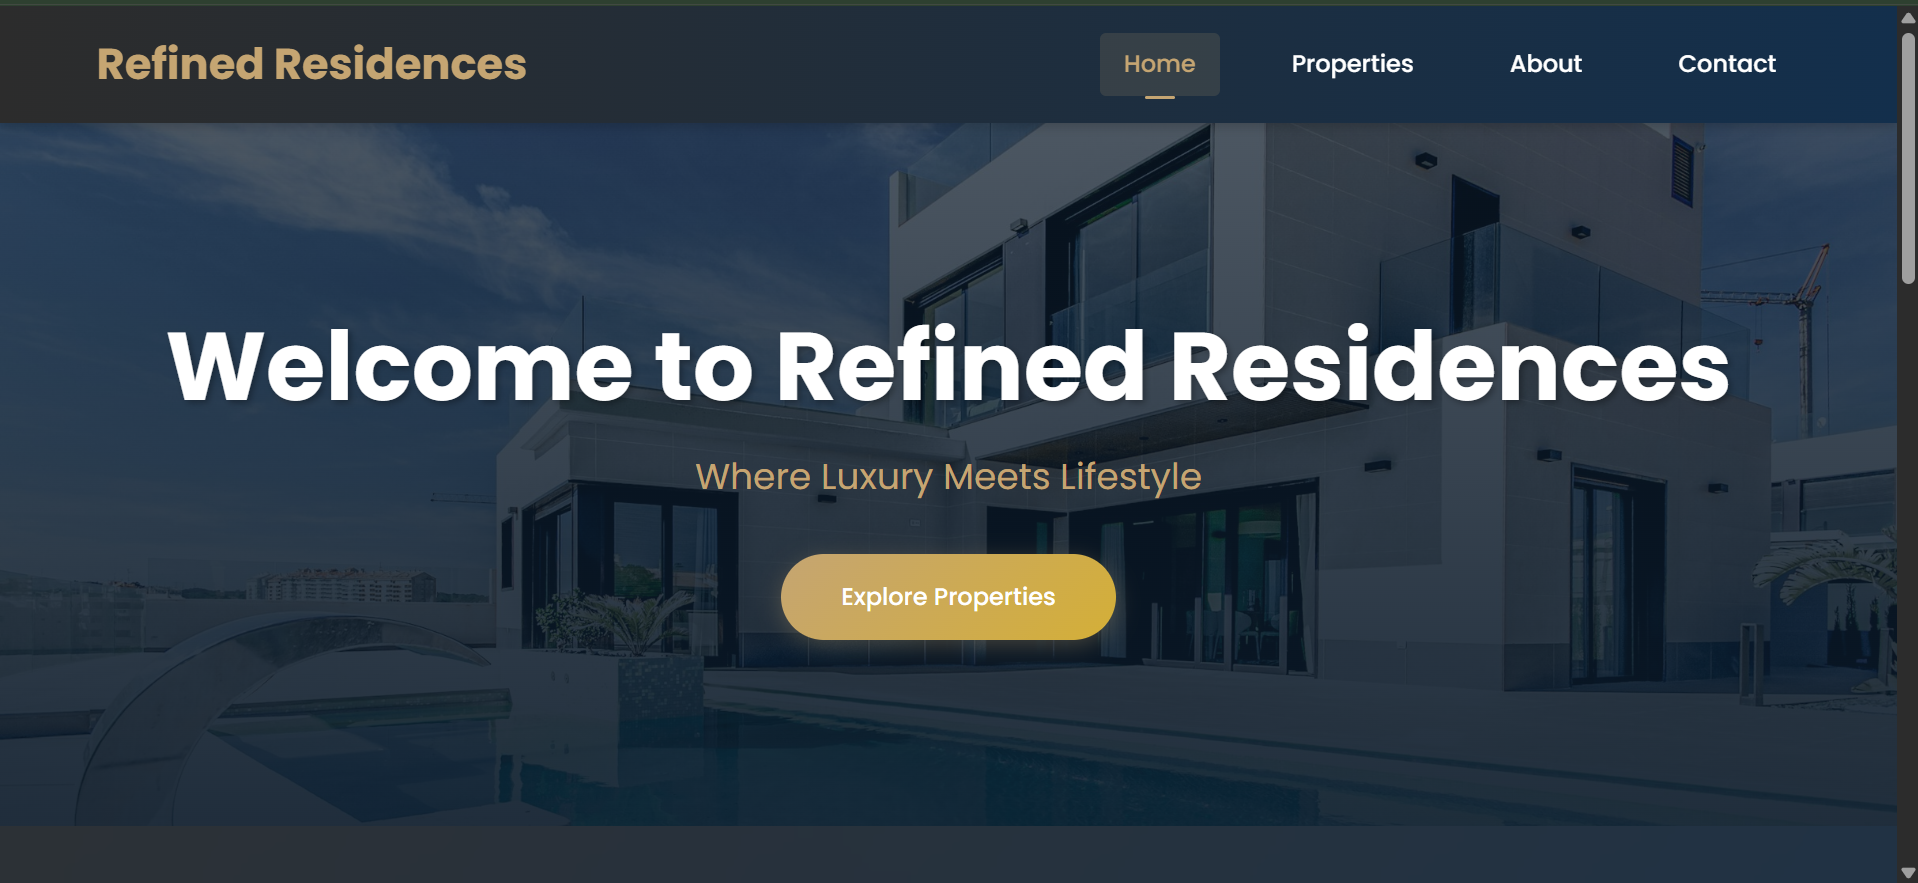 Refined Residences
Home
Properties
About
Contact
Welcome to Refined Residences
Where Luxury Meets Lifestyle
Explore Properties